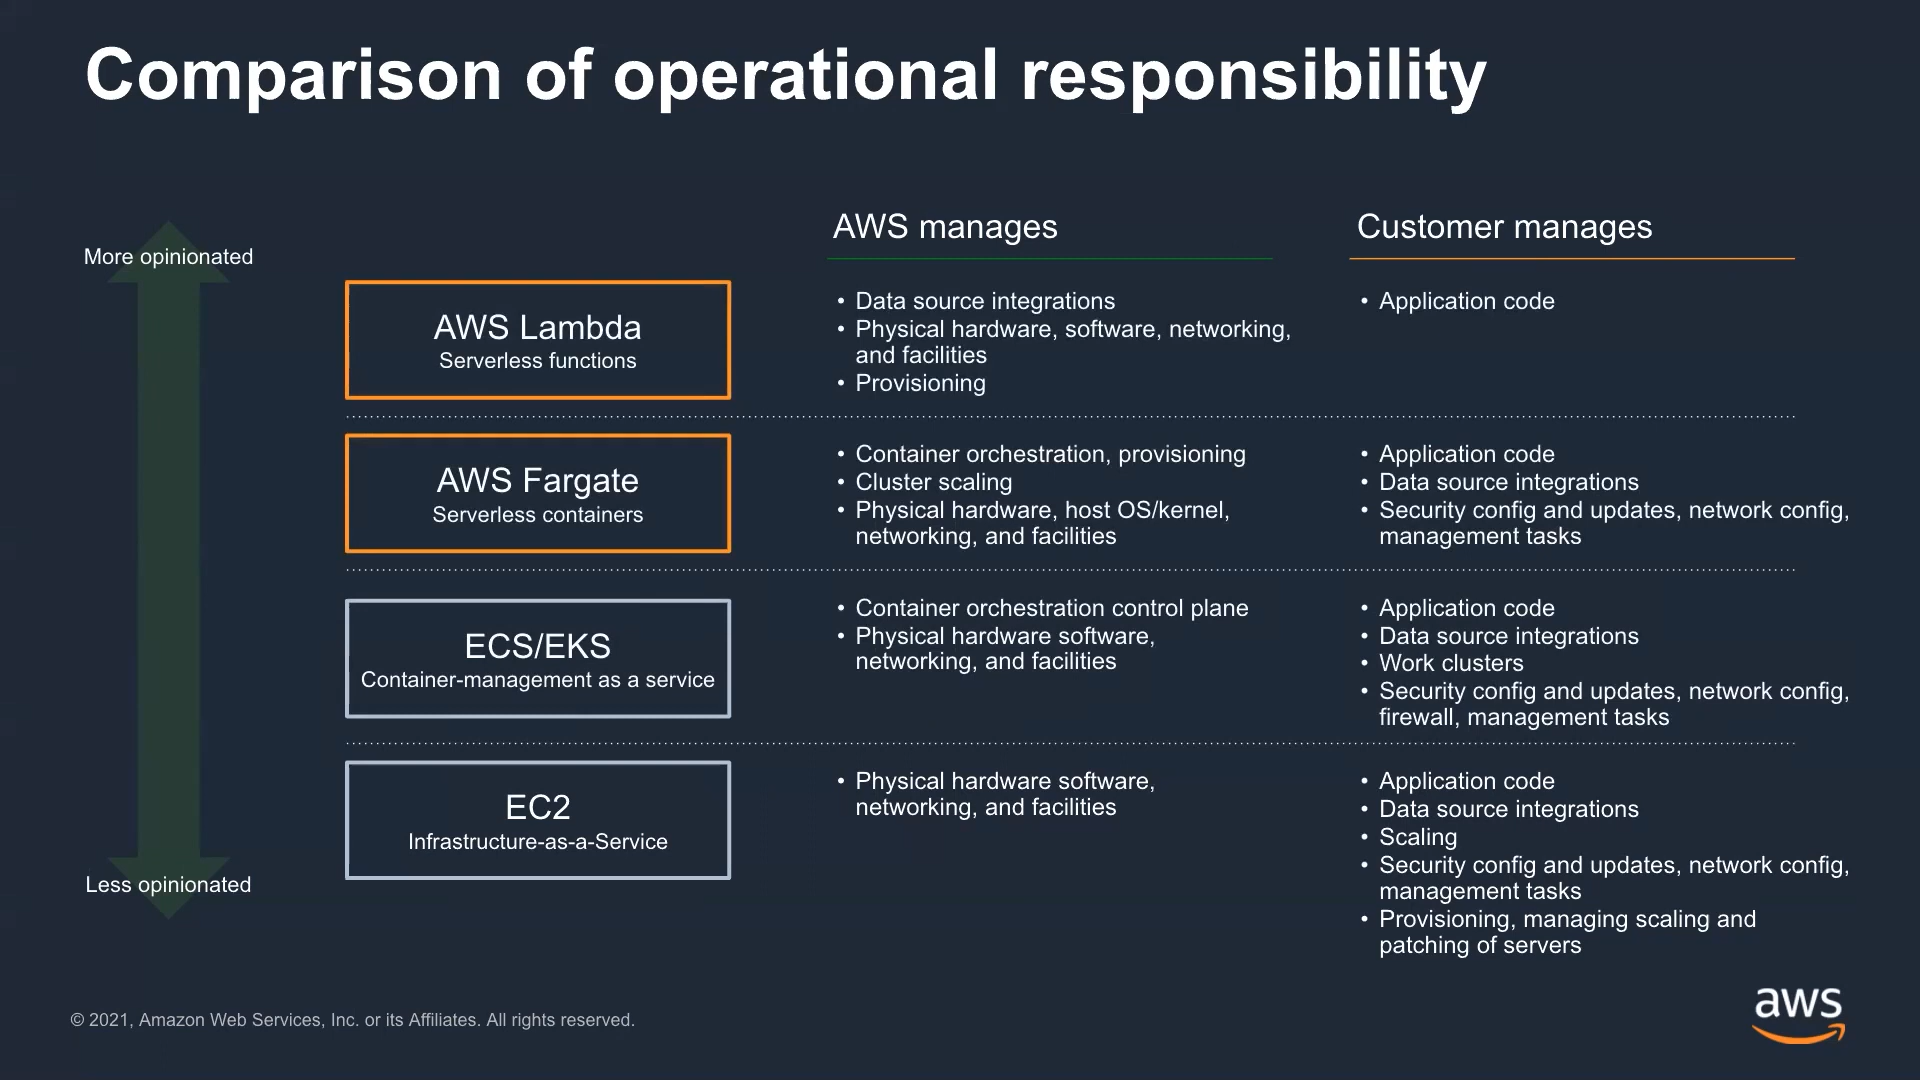 Comparison of operational responsibility
AWS manages
Customer manages
More opinionated
AWS Lambda
Serverless functions
• Data source integrations
• Physical hardware, software, networking,
and facilities
• Provisioning
• Application code
AWS Fargate
Serverless containers
• Container orchestration, provisioning
• Cluster scaling
• Physical hardware, host OS/kernel,
networking, and facilities
• Application code
• Data source integrations
• Security config and updates, network config,
management tasks
ECS/EKS
Container-management as a service
• Container orchestration control plane
• Physical hardware software,
networking, and facilities
• Application code
• Data source integrations
• Work clusters
• Security config and updates, network config,
firewall, management tasks
EC2
Infrastructure-as-a-Service
• Physical hardware software,
networking, and facilities
• Application code
• Data source integrations
• Scaling
• Security config and updates, network config,
management tasks
• Provisioning, managing scaling and
patching of servers
Less opinionated
© 2021, Amazon Web Services, Inc. or its Affiliates. All rights reserved.
aws